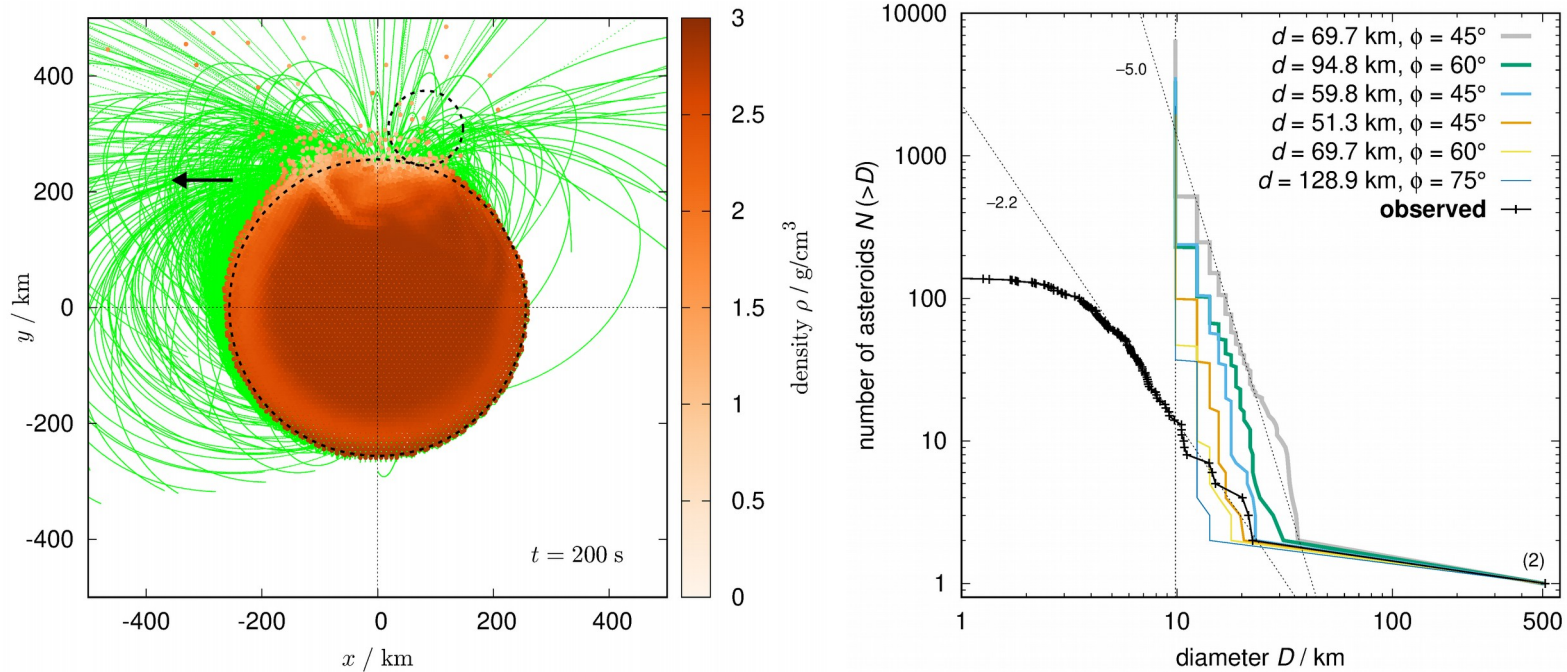 400
200
0
-200
-400
y / km
-400
-200
0
200
400
x / km
t = 200 s
3
2.5
2
1.5
1
0.5
0
density ρ / g/cm³
10000
1000
100
10
1
number of asteroids N (>D)
1
10
100
500
diameter D / km
d = 69.7 km, ϕ = 45°
d = 94.8 km, ϕ = 60°
d = 59.8 km, ϕ = 45°
d = 51.3 km, ϕ = 45°
d = 69.7 km, ϕ = 60°
d = 128.9 km, ϕ = 75°
observed
−5.0
−2.2
(2)